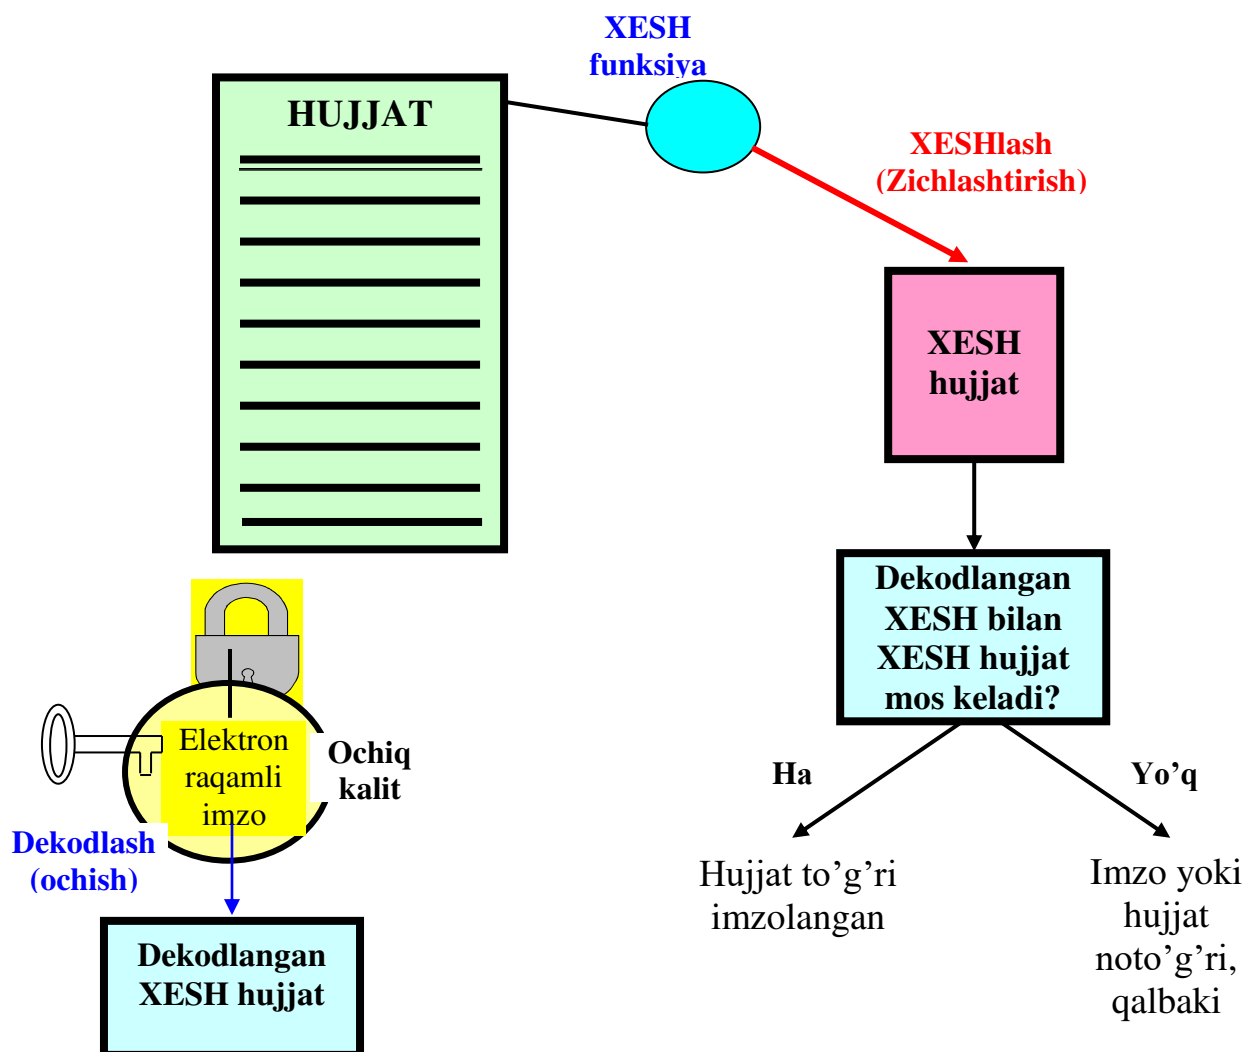 XESH
funksiya
HUJJAT
XESHlash
(Zichlashtirish)
XESH
hujjat
Dekodlangan
XESH bilan
XESH hujjat
mos keladi?
Elektron
raqamli
imzo
Ochiq
kalit
Ha
Yo’q
Dekodlash
(ochish)
Hujjat to’g’ri
imzolangan
Imzo yoki
hujjat
noto’g’ri,
qalbaki
Dekodlangan
XESH hujjat